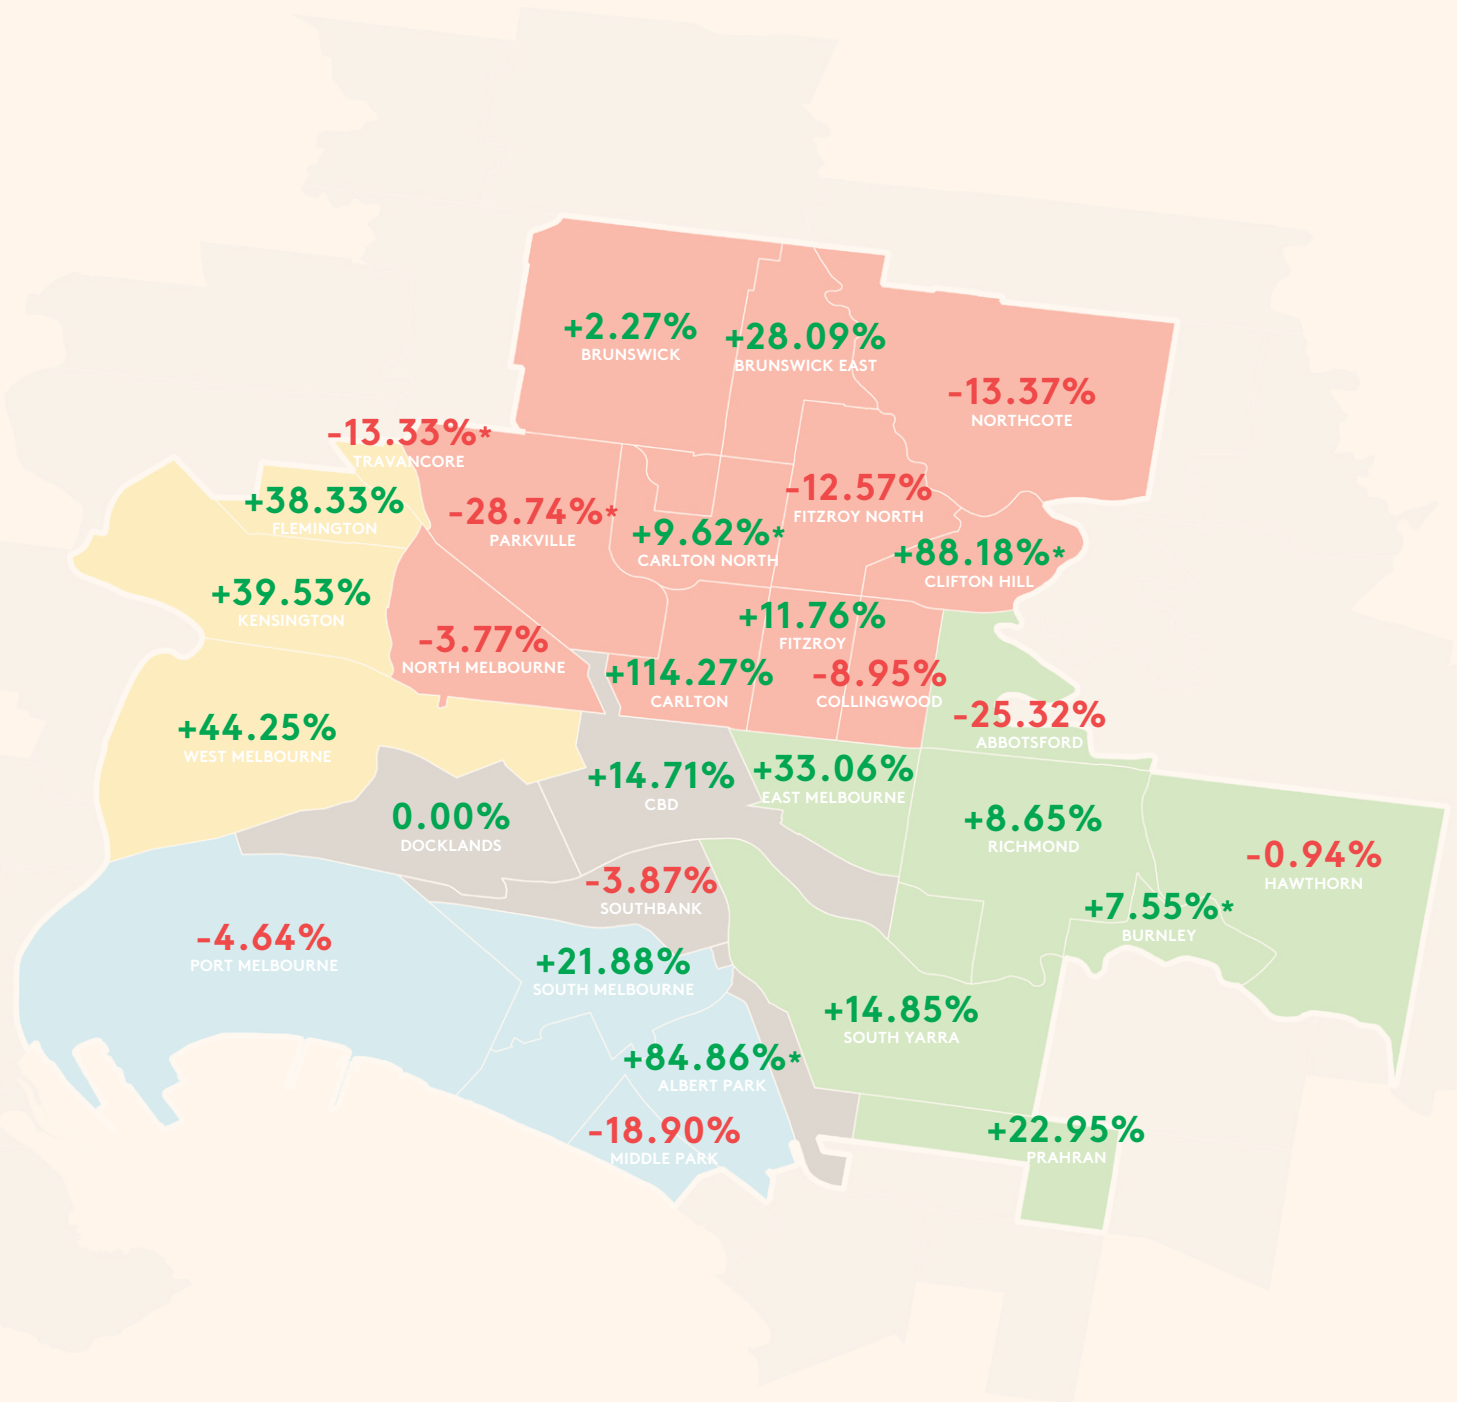 +2.27%
BRUNSWICK
+28.09%
BRUNSWICK EAST
-13.37%
NORTHCOTE
-13.33%*
TRAVANCORE
+38.33%
FLEMINGTON
-28.74%*
PARKVILLE
-12.57%
FITZROY NORTH
+9.62%*
CARLTON NORTH
+88.18%*
CLIFTON HILL
+39.53%
KENSINGTON
-3.77%
NORTH MELBOURNE
+11.76%
FITZROY
+114.27%
CARLTON
-8.95%
COLLINGWOOD
-25.32%
ABBOTSFORD
+44.25%
WEST MELBOURNE
+14.71%
CBD
+33.06%
EAST MELBOURNE
0.00%
DOCKLANDS
+8.65%
RICHMOND
-0.94%
HAWTHORN
-3.87%
SOUTHBANK
+7.55%*
BURNLEY
-4.64%
PORT MELBOURNE
+21.88%
SOUTH MELBOURNE
+14.85%
SOUTH YARRA
+84.86%*
ALBERT PARK
-18.90%
MIDDLE PARK
+22.95%
PRAHRAN